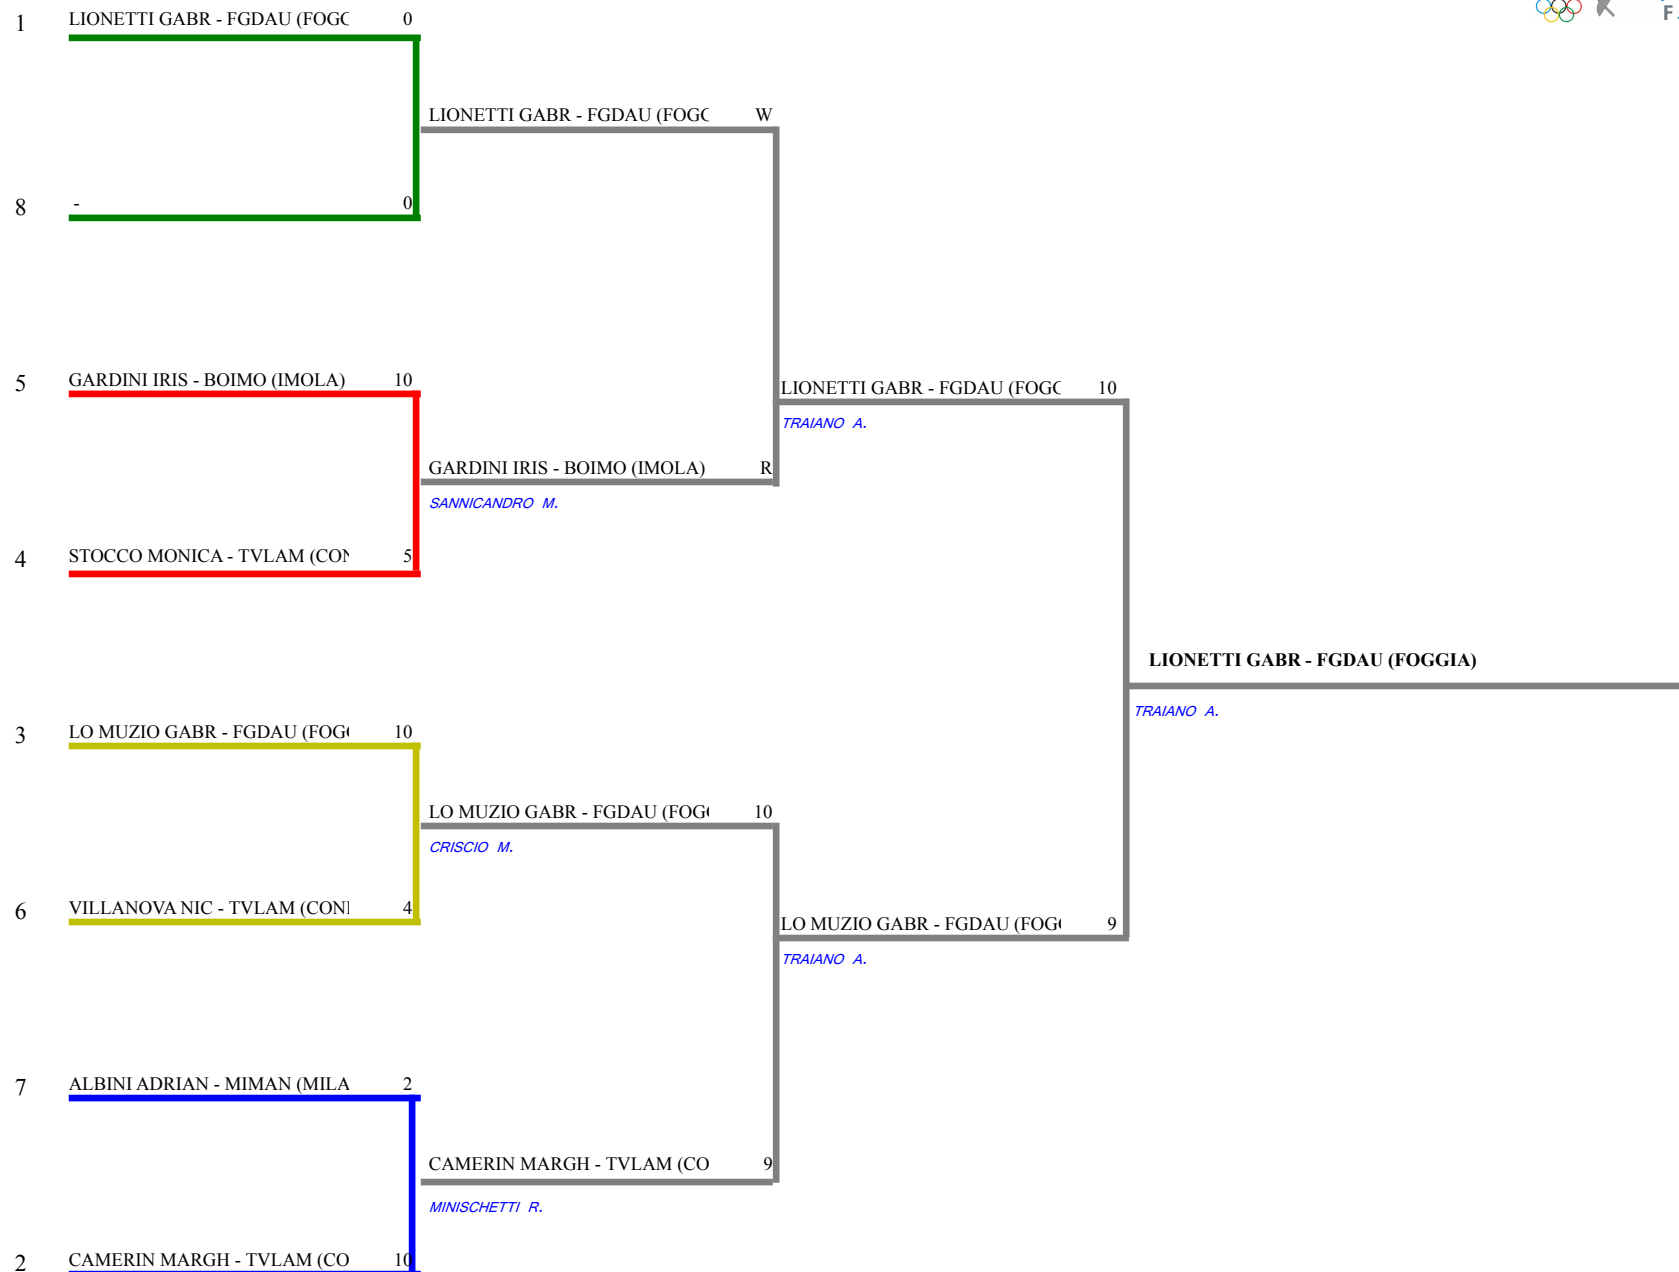 F
1 LIONETTI GABR - FGDAU (FOGG 0
LIONETTI GABR - FGDAU (FOGG W
8 - 0
5 GARDINI IRIS - BOIMO (IMOLA) 10
LIONETTI GABR - FGDAU (FOGG 10
TRAIANO A.
GARDINI IRIS - BOIMO (IMOLA) R
SANNICANDRO M.
4 STOCCO MONICA - TVLAM (CON 5
LIONETTI GABR - FGDAU (FOGGIA)
TRAIANO A.
3 LO MUZIO GABR - FGDAU (FOG 10
LO MUZIO GABR - FGDAU (FOG 10
CRISCIO M.
6 VILLANOVA NIC - TVLAM (CON 4
LO MUZIO GABR - FGDAU (FOG 9
TRAIANO A.
7 ALBINI ADRIAN - MIMAN (MILA 2
CAMERIN MARGH - TVLAM (CO 9
MINISCHETTI R.
2 CAMERIN MARGH - TVLAM (CO 10